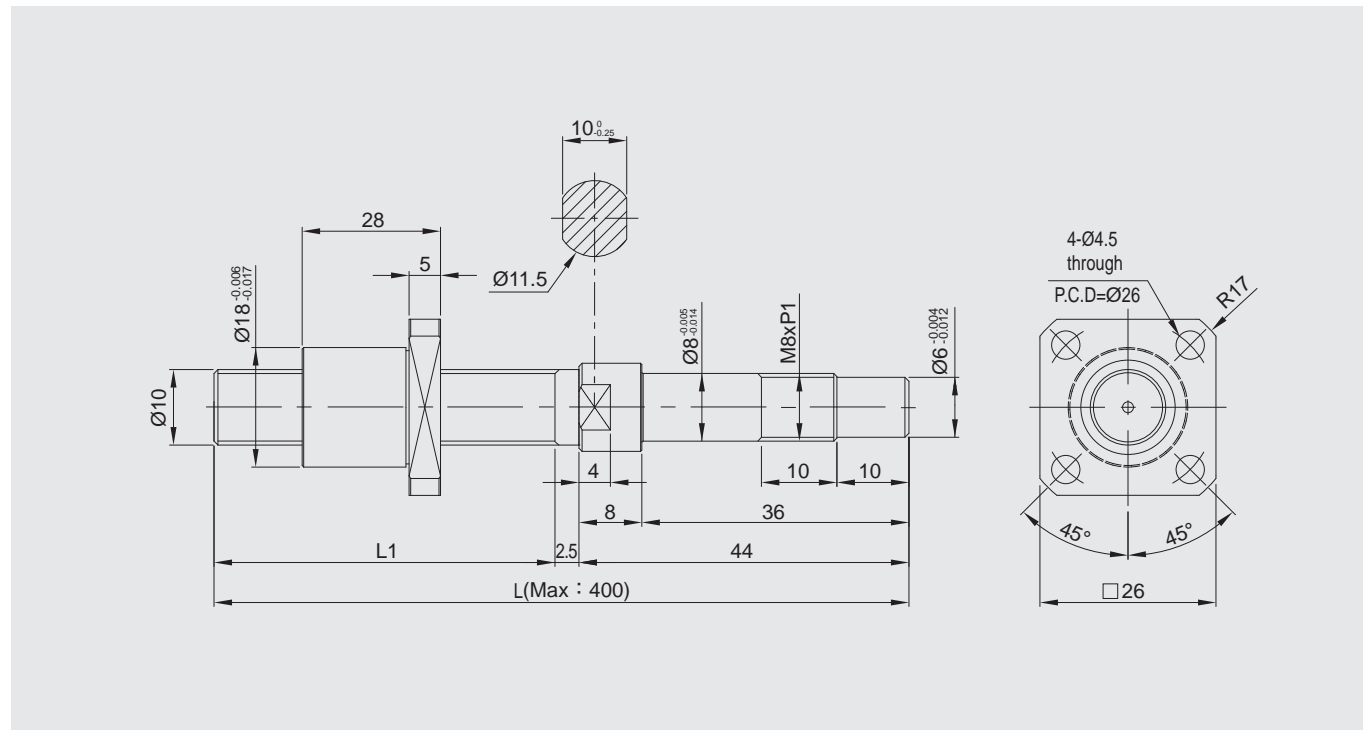 10 0 -0.25
28
5
Ø11.5
Ø18 -0.006 -0.017
Ø10
Ø8 -0.005 -0.014
M8xP1
Ø6 -0.004 -0.012
4
10
10
8
36
L1
2.5
44
L(Max：400)
4-Ø4.5
through
P.C.D=Ø26
R17
45°
45°
□26